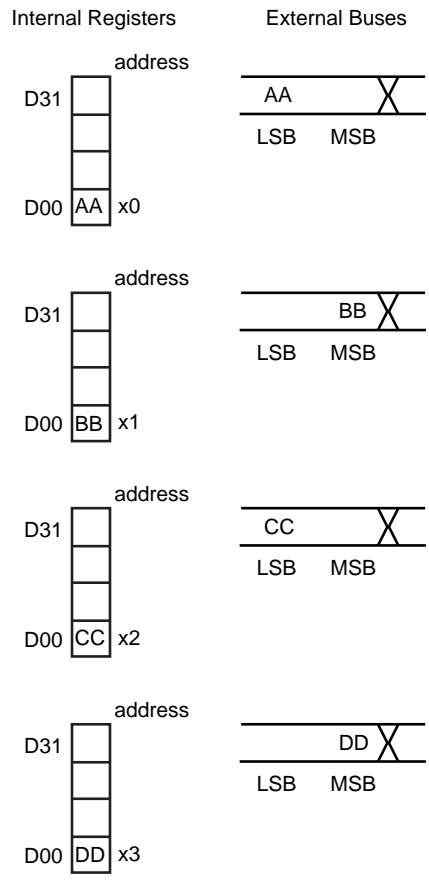 Internal Registers External Buses
address
D31 AA
LSB MSB
D00 AA x0
address
D31 BB
LSB MSB
D00 BB x1
address
D31 CC
LSB MSB
D00 CC x2
address
D31 DD
LSB MSB
D00 DD x3